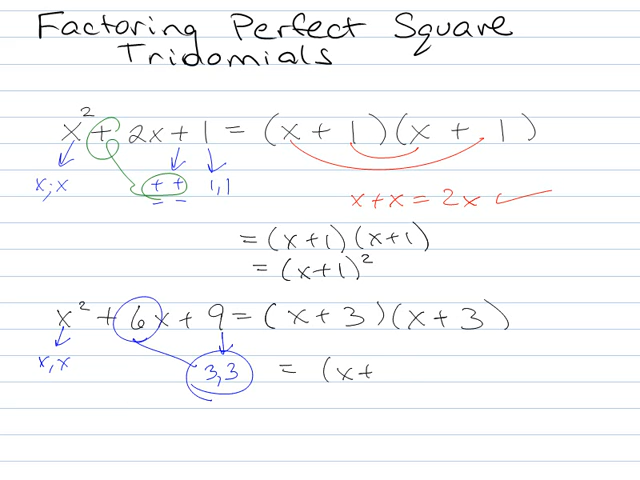 Factoring Perfect Square
Tridomials
x² + 2x + 1 = (x + 1)(x + 1)
x; x + + 1,1
x + x = 2x ✓
= (x+1)(x+1)
= (x+1)²
x² + 6x + 9 = (x + 3)(x + 3)
x, x 3,3 = (x+